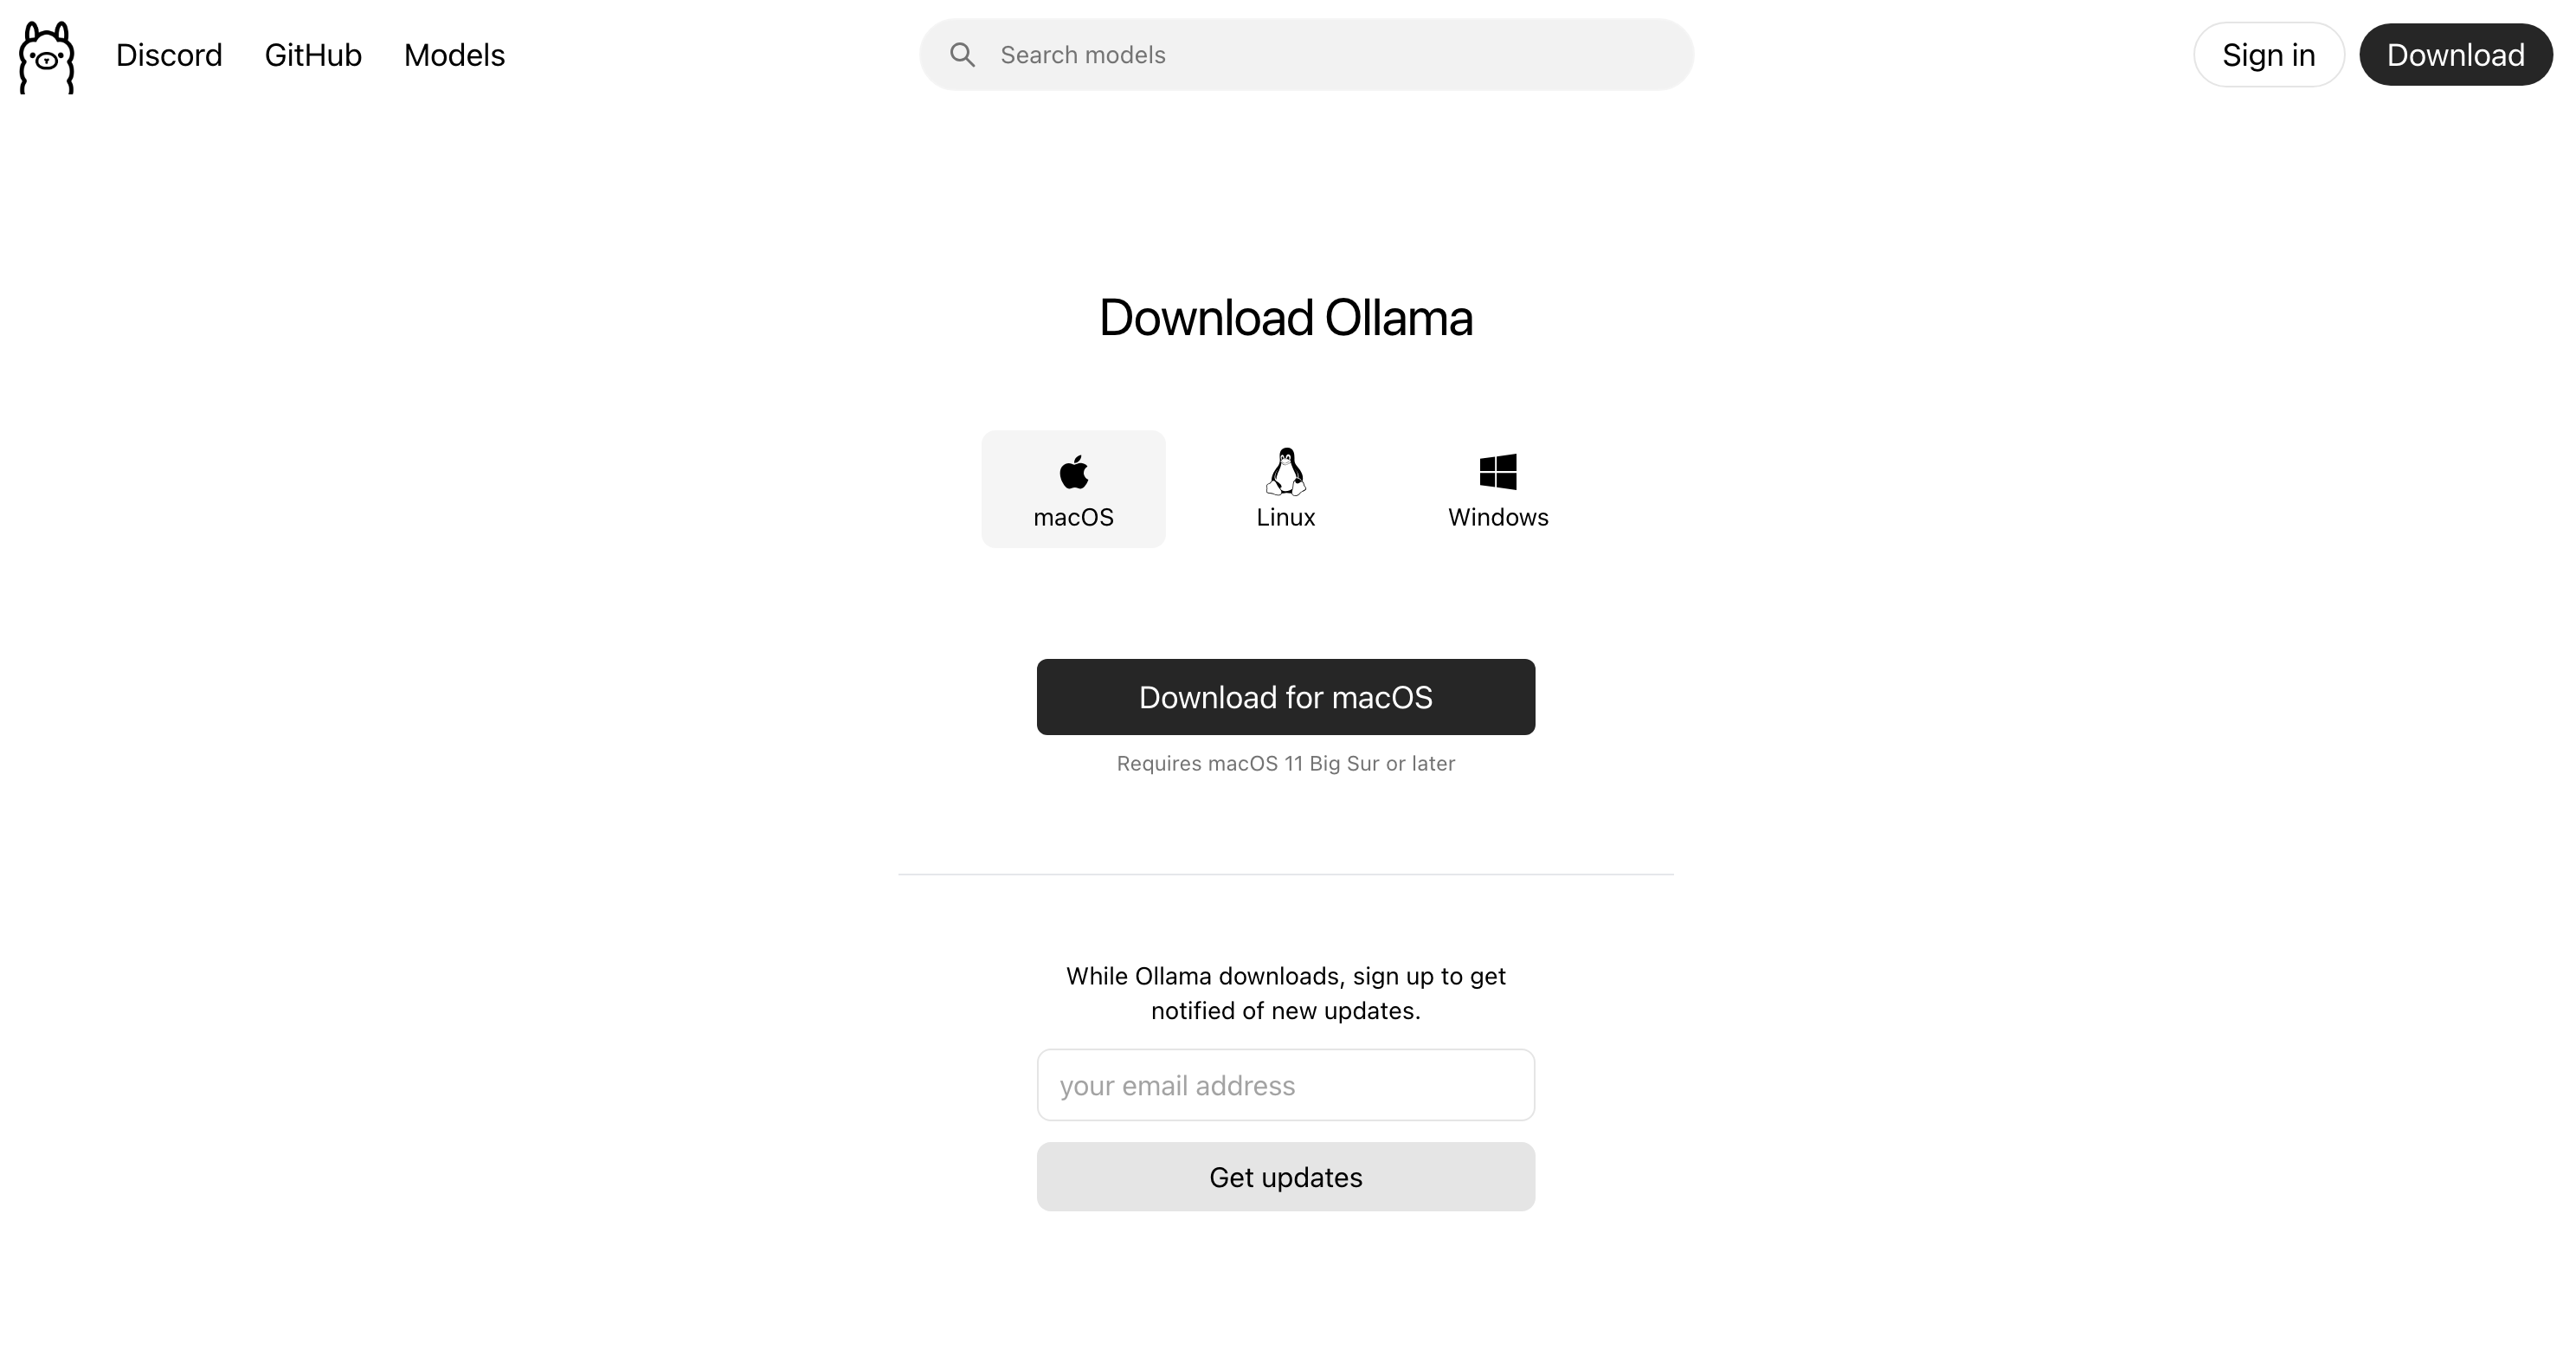 Discord GitHub Models Search models Sign in Download
Download Ollama
macOS Linux Windows
Download for macOS
Requires macOS 11 Big Sur or later
While Ollama downloads, sign up to get
notified of new updates.
your email address
Get updates